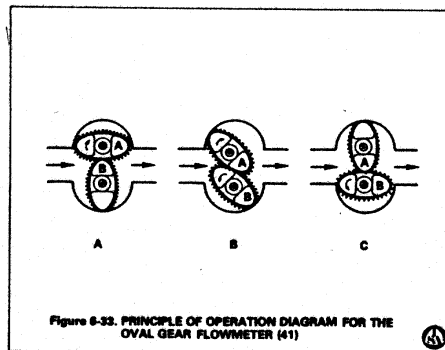 A
B
A
B
A
B
A
B
C
Figure 6-33. PRINCIPLE OF OPERATION DIAGRAM FOR THE
OVAL GEAR FLOWMETER (41)